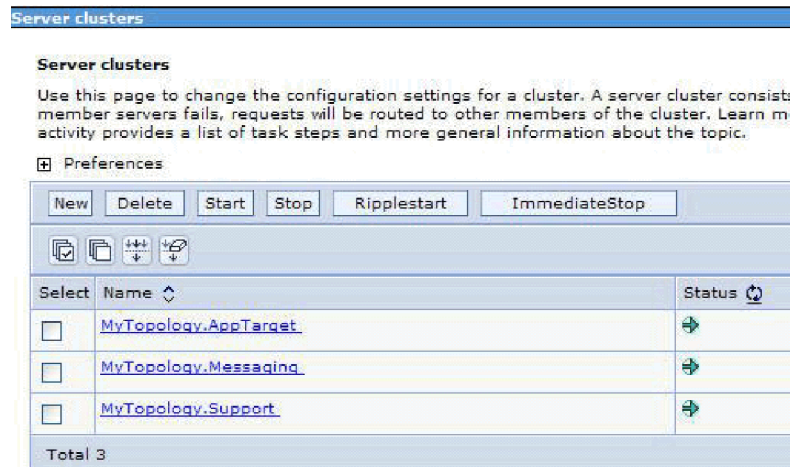 Server clusters
Server clusters
Use this page to change the configuration settings for a cluster. A server cluster consists
member servers fails, requests will be routed to other members of the cluster. Learn m
activity provides a list of task steps and more general information about the topic.
Preferences
New Delete Start Stop Ripplestart ImmediateStop
Select Name Status
MyTopology.AppTarget
MyTopology.Messaging
MyTopology.Support
Total 3